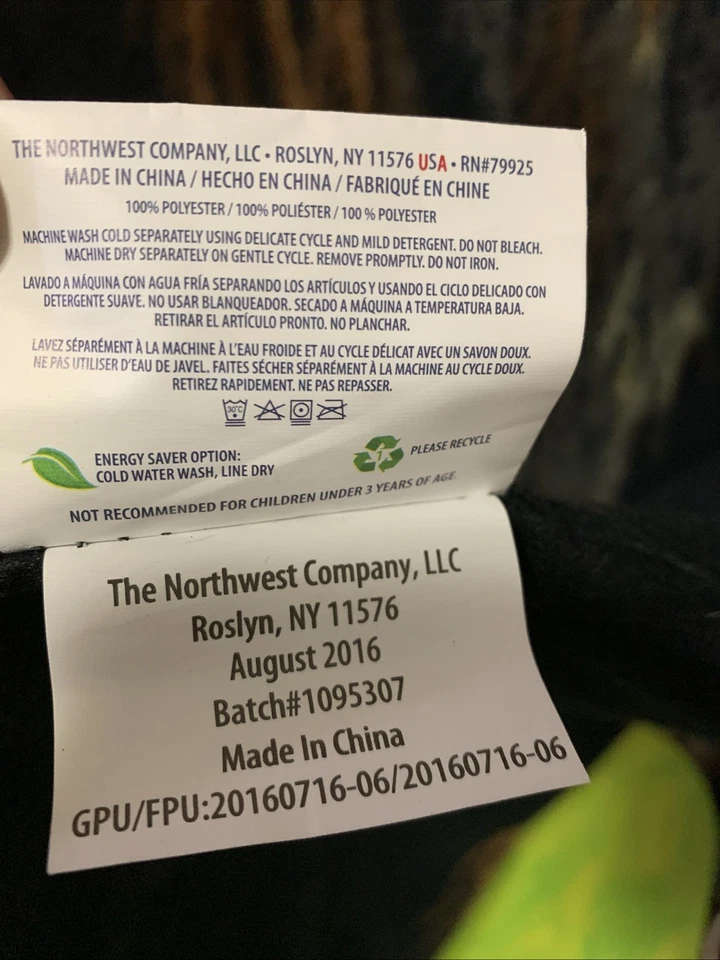 THE NORTHWEST COMPANY, LLC • ROSLYN, NY 11576 USA • RN#79925
MADE IN CHINA / HECHO EN CHINA / FABRIQUÉ EN CHINE
100% POLYESTER / 100% POLIÉSTER / 100 % POLYESTER
MACHINE WASH COLD SEPARATELY USING DELICATE CYCLE AND MILD DETERGENT. DO NOT BLEACH.
MACHINE DRY SEPARATELY ON GENTLE CYCLE. REMOVE PROMPTLY. DO NOT IRON.
LAVADO A MÁQUINA CON AGUA FRÍA SEPARANDO LOS ARTÍCULOS Y USANDO EL CICLO DELICADO CON
DETERGENTE SUAVE. NO USAR BLANQUEADOR. SECADO A MÁQUINA A TEMPERATURA BAJA.
RETIRAR EL ARTÍCULO PRONTO. NO PLANCHAR.
LAVEZ SÉPARÉMENT À LA MACHINE À L'EAU FROIDE ET AU CYCLE DÉLICAT AVEC UN SAVON DOUX.
NE PAS UTILISER D'EAU DE JAVEL. FAITES SÉCHER SÉPARÉMENT À LA MACHINE AU CYCLE DOUX.
RETIREZ RAPIDEMENT. NE PAS REPASSER.
30°C
ENERGY SAVER OPTION:
COLD WATER WASH, LINE DRY
1
PLEASE RECYCLE
NOT RECOMMENDED FOR CHILDREN UNDER 3 YEARS OF AGE.
The Northwest Company, LLC
Roslyn, NY 11576
August 2016
Batch#1095307
Made In China
GPU/FPU:20160716-06/20160716-06